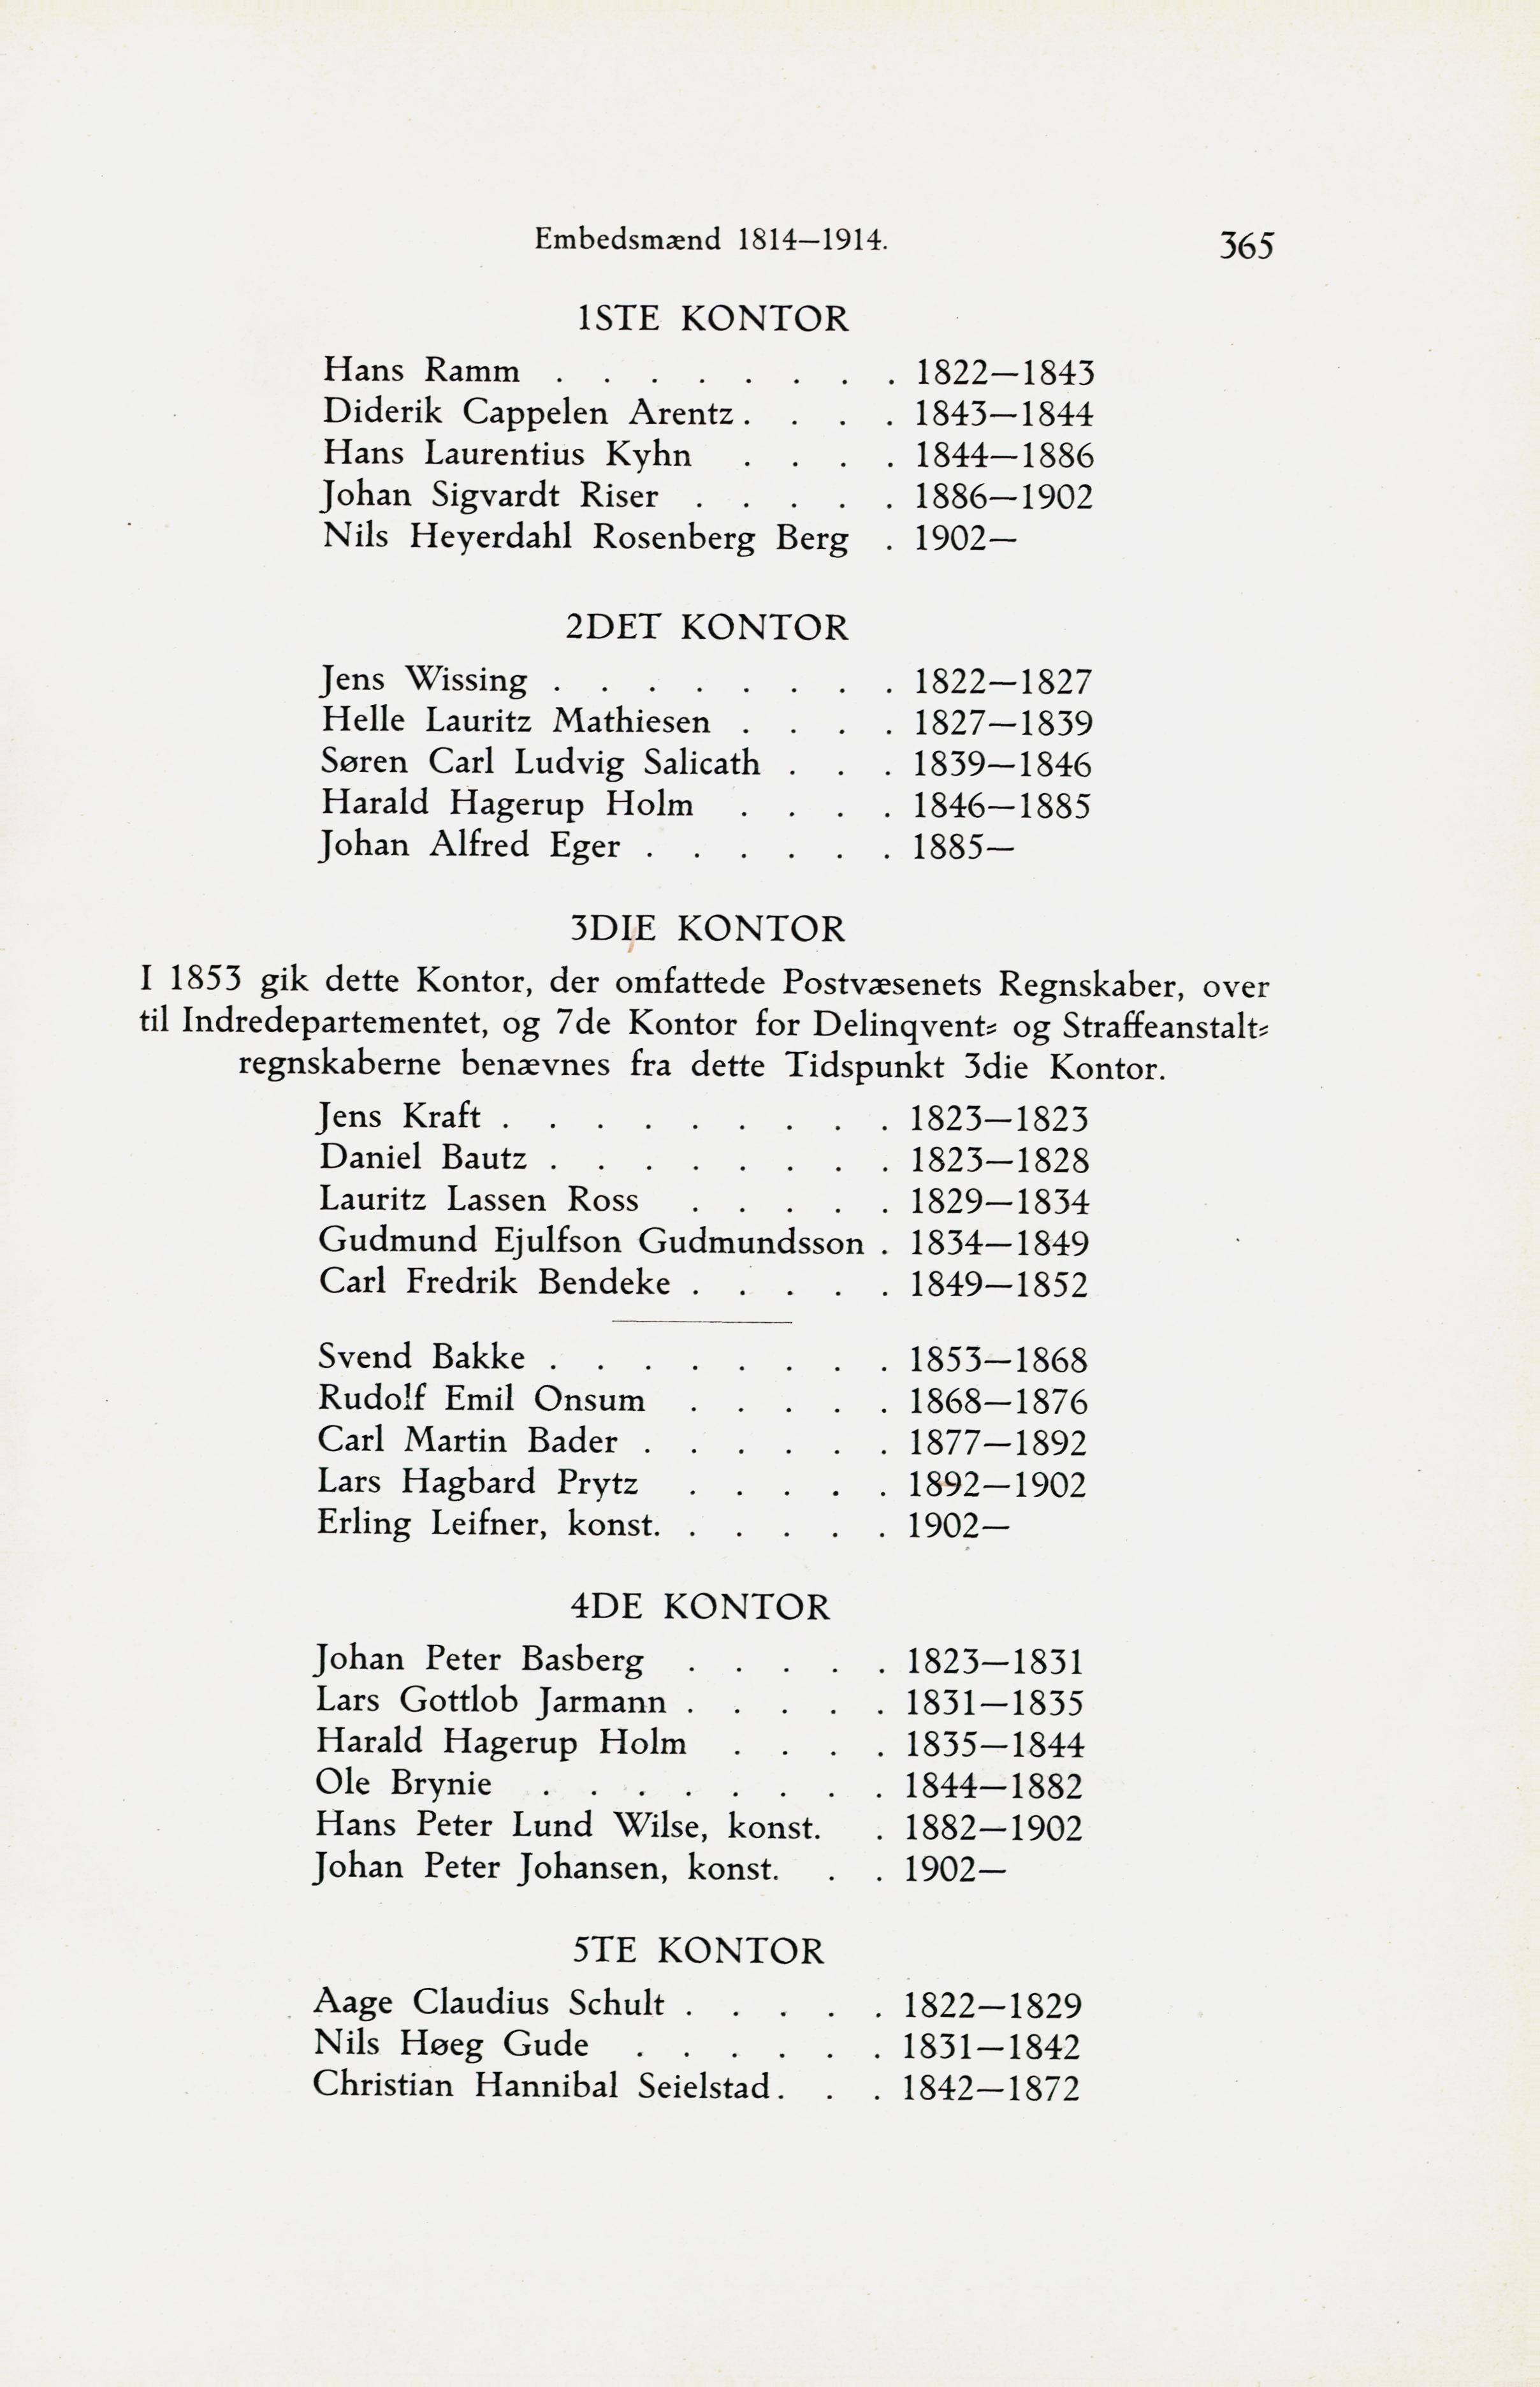 Embedsmænd 1814—1914. 365
1STE KONTOR
Hans Ramm . . . . . . . . 1822—1843
Diderik Cappelen Arentz . . . . 1843—1844
Hans Laurentius Kyhn . . . . 1844—1886
Johan Sigvardt Riser . . . . . 1886—1902
Nils Heyerdahl Rosenberg Berg . 1902—
2DET KONTOR
Jens Wissing . . . . . . . . 1822—1827
Helle Lauritz Mathiesen . . . . 1827—1839
Søren Carl Ludvig Salicath . . . 1839—1846
Harald Hagerup Holm . . . . 1846—1885
Johan Alfred Eger . . . . . . 1885—
3DIE KONTOR
I 1853 gik dette Kontor, der omfattede Postvæsenets Regnskaber, over
til Indredepartementet, og 7de Kontor for Delinqvent⸗ og Straffeanstalt⸗
regnskaberne benævnes fra dette Tidspunkt 3die Kontor.
Jens Kraft . . . . . . . . . 1823—1823
Daniel Bautz . . . . . . . . 1823—1828
Lauritz Lassen Ross . . . . . 1829—1834
Gudmund Ejulfson Gudmundsson . 1834—1849
Carl Fredrik Bendeke . . . . . 1849—1852
Svend Bakke . . . . . . . . 1853—1868
Rudolf Emil Onsum . . . . . 1868—1876
Carl Martin Bader . . . . . . 1877—1892
Lars Hagbard Prytz . . . . . 1892—1902
Erling Leifner, konst. . . . . . 1902—
4DE KONTOR
Johan Peter Basberg . . . . . 1823—1831
Lars Gottlob Jarmann . . . . . 1831—1835
Harald Hagerup Holm . . . . 1835—1844
Ole Brynie . . . . . . . . 1844—1882
Hans Peter Lund Wilse, konst. . 1882—1902
Johan Peter Johansen, konst. . . 1902—
5TE KONTOR
Aage Claudius Schult . . . . . 1822—1829
Nils Høeg Gude . . . . . . 1831—1842
Christian Hannibal Seielstad . . . 1842—1872